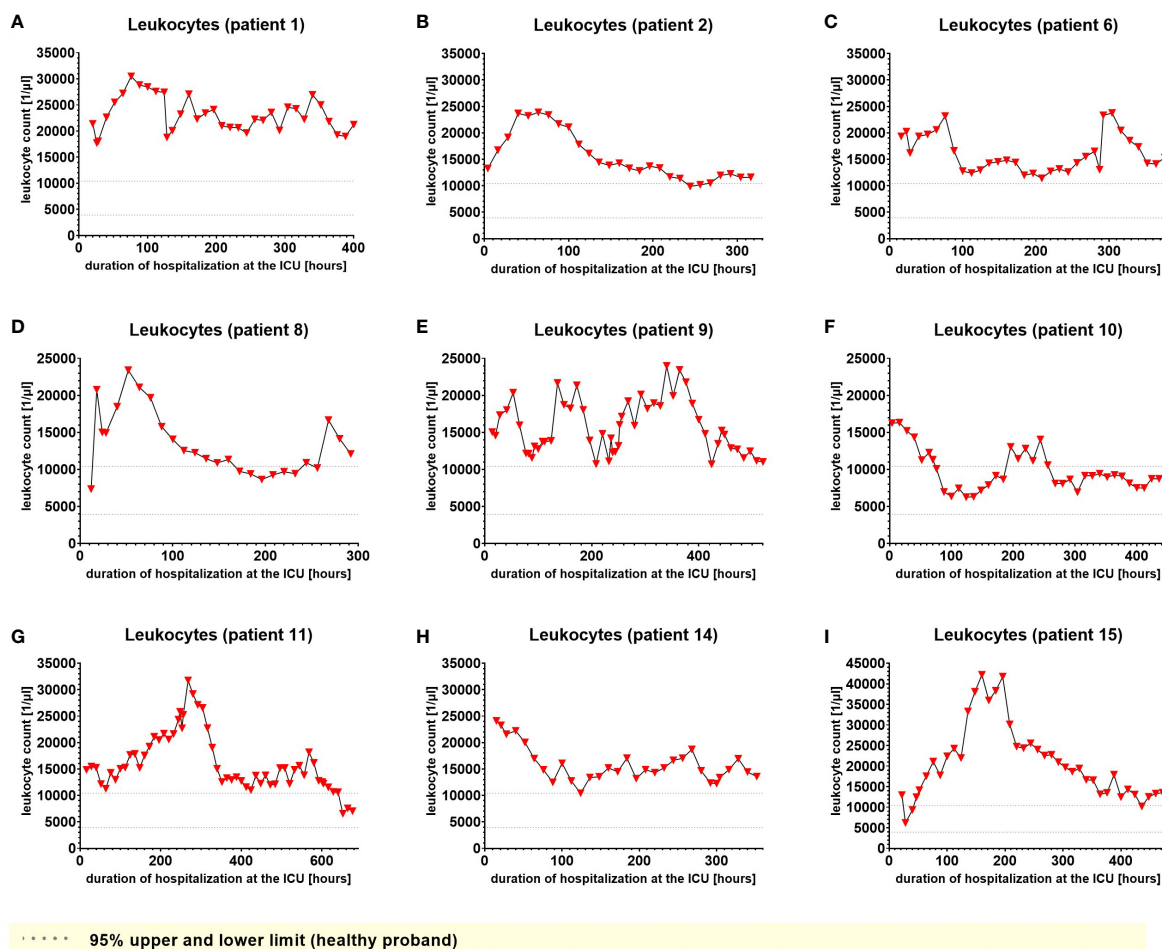 A
Leukocytes (patient 1)
leukocyte count [1/µl]
35000
30000
25000
20000
15000
10000
5000
0
0 100 200 300 400
duration of hospitalization at the ICU [hours]
B
Leukocytes (patient 2)
leukocyte count [1/µl]
35000
30000
25000
20000
15000
10000
5000
0
0 100 200 300
duration of hospitalization at the ICU [hours]
C
Leukocytes (patient 6)
leukocyte count [1/µl]
35000
30000
25000
20000
15000
10000
5000
0
0 100 200 300
duration of hospitalization at the ICU [hours]
D
Leukocytes (patient 8)
leukocyte count [1/µl]
25000
20000
15000
10000
5000
0
0 100 200 300
duration of hospitalization at the ICU [hours]
E
Leukocytes (patient 9)
leukocyte count [1/µl]
25000
20000
15000
10000
5000
0
0 200 400
duration of hospitalization at the ICU [hours]
F
Leukocytes (patient 10)
leukocyte count [1/µl]
25000
20000
15000
10000
5000
0
0 100 200 300 400
duration of hospitalization at the ICU [hours]
G
Leukocytes (patient 11)
leukocyte count [1/µl]
35000
30000
25000
20000
15000
10000
5000
0
0 200 400 600
duration of hospitalization at the ICU [hours]
H
Leukocytes (patient 14)
leukocyte count [1/µl]
35000
30000
25000
20000
15000
10000
5000
0
0 100 200 300
duration of hospitalization at the ICU [hours]
I
Leukocytes (patient 15)
leukocyte count [1/µl]
45000
40000
35000
30000
25000
20000
15000
10000
5000
0
0 100 200 300 400
duration of hospitalization at the ICU [hours]
95% upper and lower limit (healthy proband)